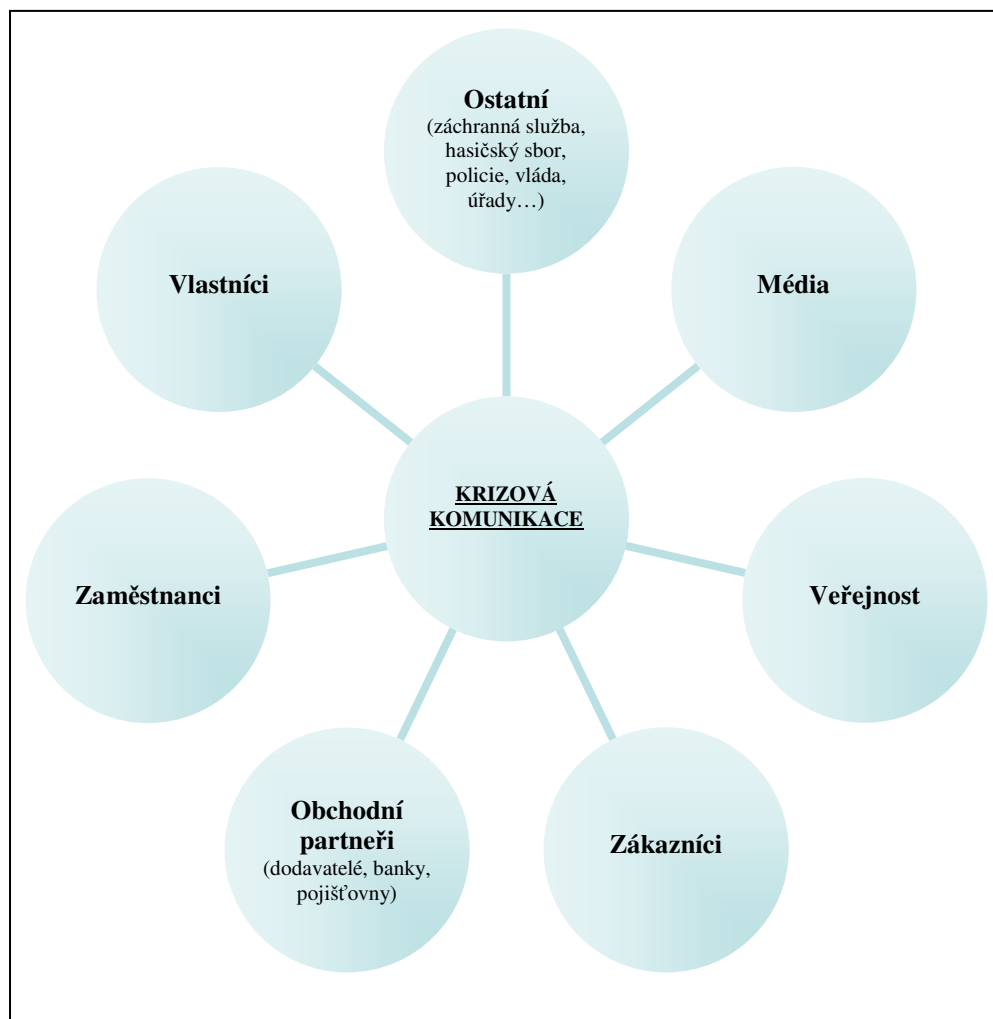 Ostatní
(záchranná služba,
hasičský sbor,
policie, vláda,
úřady…)
Vlastníci
Média
KRIZOVÁ
KOMUNIKACE
Zaměstnanci
Veřejnost
Obchodní
partneři
(dodavatelé, banky,
pojišťovny)
Zákazníci